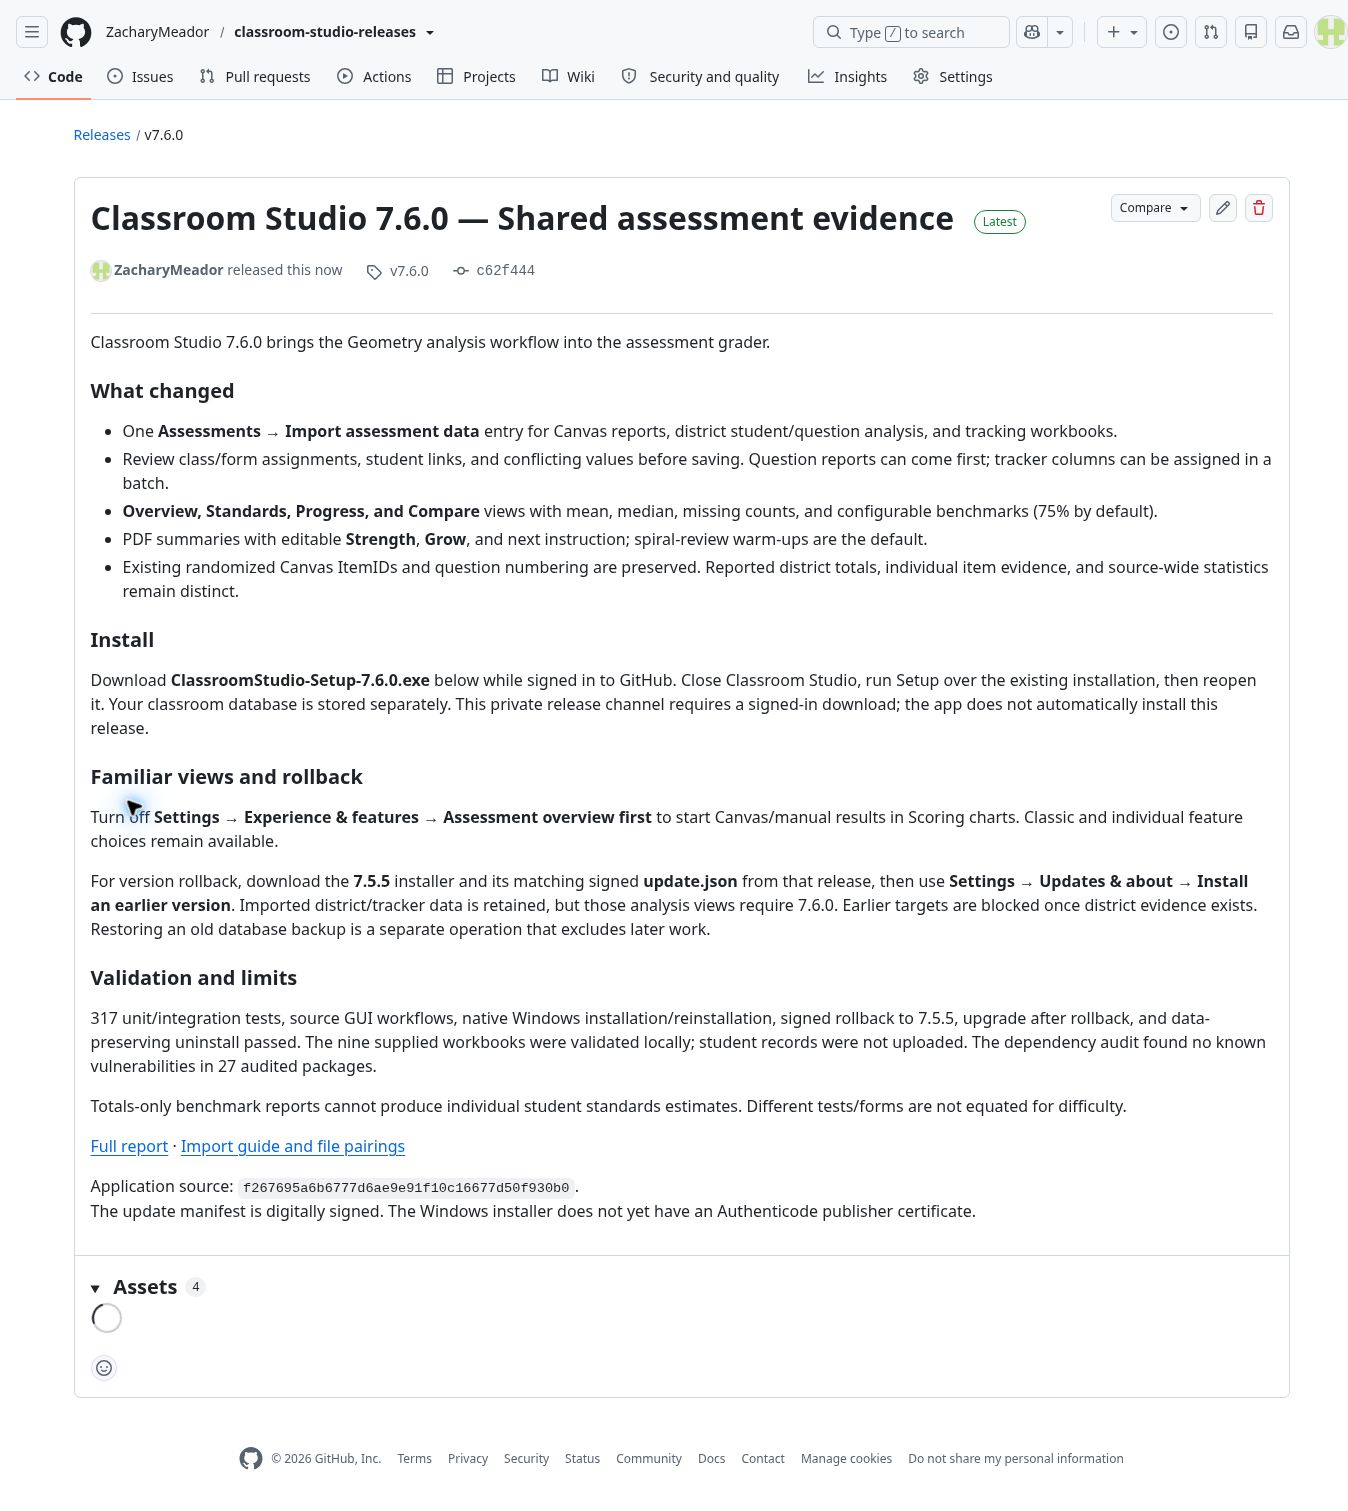 ZacharyMeador / classroom-studio-releases
Type / to search
Code Issues Pull requests Actions Projects Wiki Security and quality Insights Settings
Releases / v7.6.0
Classroom Studio 7.6.0 — Shared assessment evidence Latest
Compare
ZacharyMeador released this now v7.6.0 c62f444
Classroom Studio 7.6.0 brings the Geometry analysis workflow into the assessment grader.
What changed
One Assessments → Import assessment data entry for Canvas reports, district student/question analysis, and tracking workbooks.
Review class/form assignments, student links, and conflicting values before saving. Question reports can come first; tracker columns can be assigned in a
batch.
Overview, Standards, Progress, and Compare views with mean, median, missing counts, and configurable benchmarks (75% by default).
PDF summaries with editable Strength, Grow, and next instruction; spiral-review warm-ups are the default.
Existing randomized Canvas ItemIDs and question numbering are preserved. Reported district totals, individual item evidence, and source-wide statistics
remain distinct.
Install
Download ClassroomStudio-Setup-7.6.0.exe below while signed in to GitHub. Close Classroom Studio, run Setup over the existing installation, then reopen
it. Your classroom database is stored separately. This private release channel requires a signed-in download; the app does not automatically install this
release.
Familiar views and rollback
Turn off Settings → Experience & features → Assessment overview first to start Canvas/manual results in Scoring charts. Classic and individual feature
choices remain available.
For version rollback, download the 7.5.5 installer and its matching signed update.json from that release, then use Settings → Updates & about → Install
an earlier version. Imported district/tracker data is retained, but those analysis views require 7.6.0. Earlier targets are blocked once district evidence exists.
Restoring an old database backup is a separate operation that excludes later work.
Validation and limits
317 unit/integration tests, source GUI workflows, native Windows installation/reinstallation, signed rollback to 7.5.5, upgrade after rollback, and data-
preserving uninstall passed. The nine supplied workbooks were validated locally; student records were not uploaded. The dependency audit found no known
vulnerabilities in 27 audited packages.
Totals-only benchmark reports cannot produce individual student standards estimates. Different tests/forms are not equated for difficulty.
Full report · Import guide and file pairings
Application source: f267695a6b6777d6ae9e91f10c16677d50f930b0.
The update manifest is digitally signed. The Windows installer does not yet have an Authenticode publisher certificate.
Assets 4
© 2026 GitHub, Inc. Terms Privacy Security Status Community Docs Contact Manage cookies Do not share my personal information